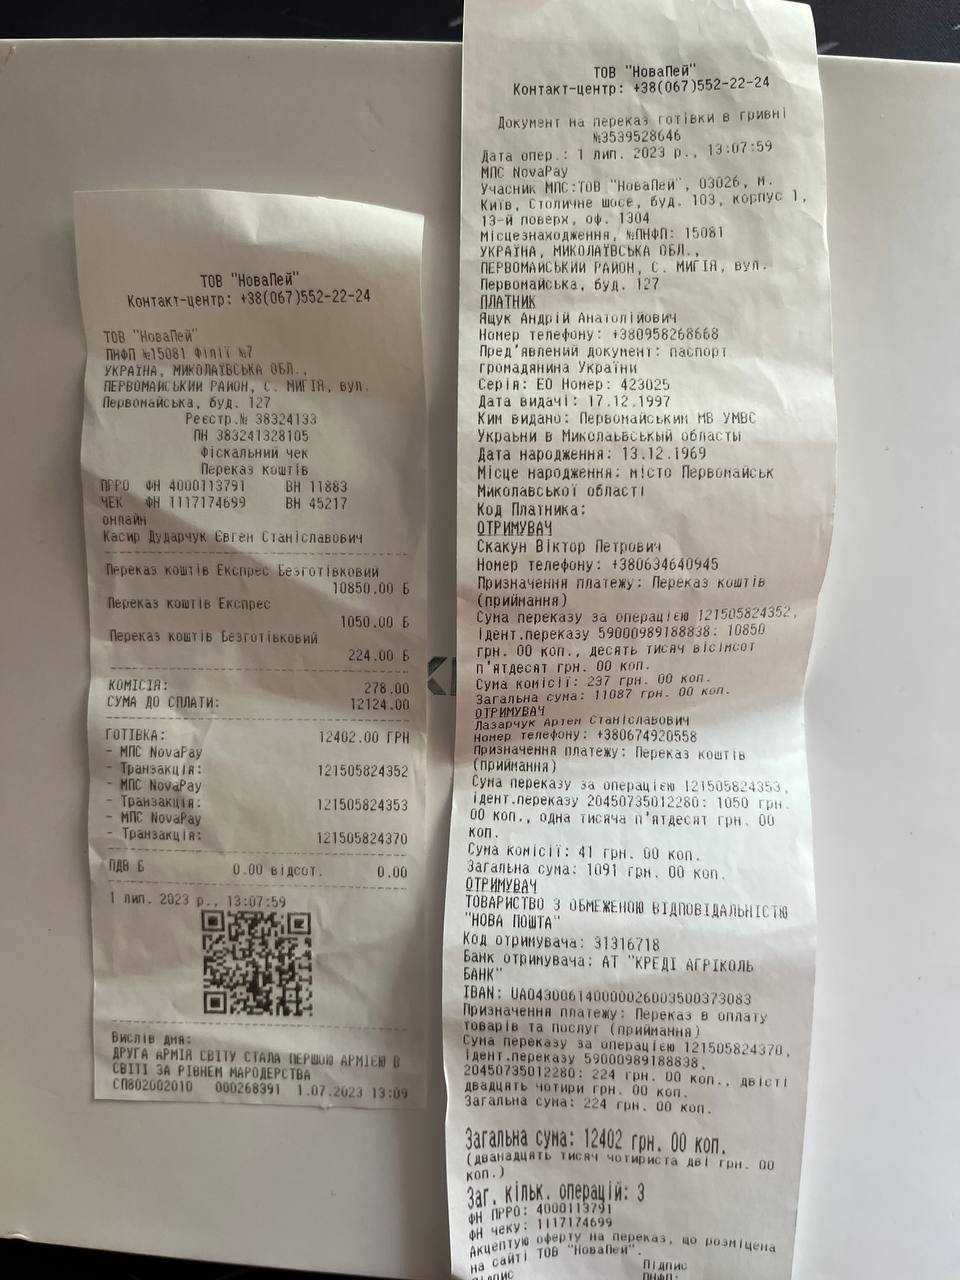 ТОВ "НоваПей"
Контакт-центр: +38(067)552-22-24
ТОВ "НоваПей"
ПНФП №15081 Філії №7
УКРАЇНА, МИКОЛАЇВСЬКА ОБЛ.,
ПЕРВОМАЙСЬКИЙ РАЙОН, С. МИГІЯ, вул.
Первомайська, буд. 127
Реєстр.№ 38324133
ПН 383241328105
Фіскальний чек
Переказ коштів
ПРРО ФН 4000113791 ВН 11883
ЧЕК ФН 1117174699 ВН 45217
онлайн
Касир Дударчук Євген Станіславович
Переказ коштів Експрес Безготівковий
10850.00 Б
Переказ коштів Експрес
1050.00 Б
Переказ коштів Безготівковий
224.00 Б
КОМІСІЯ: 278.00
СУМА ДО СПЛАТИ: 12124.00
ГОТІВКА: 12402.00 ГРН
- МПС NovaPay
- Транзакція: 121505824352
- МПС NovaPay
- Транзакція: 121505824353
- МПС NovaPay
- Транзакція: 121505824370
ПДВ Б 0.00 відсот. 0.00
1 лип. 2023 р., 13:07:59
Вислів дня:
ДРУГА АРМІЯ СВІТУ СТАЛА ПЕРШОЮ АРМІЄЮ В
СВІТІ ЗА РІВНЕМ МАРОДЕРСТВА
СП802002010 000268391 1.07.2023 13:09
ТОВ "НоваПей"
Контакт-центр: +38(067)552-22-24
Документ на переказ готівки в гривні
№3539528646
Дата опер.: 1 лип. 2023 р., 13:07:59
МПС NovaPay
Учасник МПС:ТОВ "НоваПей", 03026, м.
Київ, Столичне шосе, буд. 103, корпус 1,
13-й поверх, оф. 1304
Місцезнаходження, №ПНФП: 15081
УКРАЇНА, МИКОЛАЇВСЬКА ОБЛ.,
ПЕРВОМАЙСЬКИЙ РАЙОН, С. МИГІЯ, вул.
Первомайська, буд. 127
ПЛАТНИК
Ящук Андрій Анатолійович
Номер телефону: +380958268668
Пред'явлений документ: паспорт
громадянина України
Серія: ЕО Номер: 423025
Дата видачі: 17.12.1997
Ким видано: Первомайським МВ УМВС
Украьни в Миколаьвськый областы
Дата народження: 13.12.1969
Місце народження: місто Первомайськ
Миколавської області
Код Платника:
ОТРИМУВАЧ
Скакун Віктор Петрович
Номер телефону: +380634640945
Призначення платежу: Переказ коштів
(приймання)
Сума переказу за операцією 121505824352,
ідент.переказу 59000989188838: 10850
грн. 00 коп., десять тисяч вісімсот
п'ятдесят грн. 00 коп.
Сума комісії: 237 грн. 00 коп.
Загальна сума: 11087 грн. 00 коп.
ОТРИМУВАЧ
Лазарчук Артем Станіславович
Номер телефону: +380674920558
Призначення платежу: Переказ коштів
(приймання)
Сума переказу за операцією 121505824353,
ідент.переказу 20450735012280: 1050 грн.
00 коп., одна тисяча п'ятдесят грн. 00
коп.
Сума комісії: 41 грн. 00 коп.
Загальна сума: 1091 грн. 00 коп.
ОТРИМУВАЧ
ТОВАРИСТВО З ОБМЕЖЕНОЮ ВІДПОВІДАЛЬНІСТЮ
"НОВА ПОШТА"
Код отримувача: 31316718
Банк отримувача: АТ "КРЕДІ АГРІКОЛЬ
БАНК"
IBAN: UA043006140000026003500373083
Призначення платежу: Переказ в оплату
товарів та послуг (приймання)
Сума переказу за операцією 121505824370,
ідент.переказу 59000989188838,
20450735012280: 224 грн. 00 коп., двісті
двадцять чотири грн. 00 коп.
Загальна сума: 224 грн. 00 коп.
Загальна сума: 12402 грн. 00 коп.
(дванадцять тисяч чотириста дві грн. 00
коп.)
Заг. кільк. операцій: 3
ФН ПРРО: 4000113791
ФН чеку: 1117174699
Акцептую оферту на переказ, що розміщена
на сайті ТОВ "НоваПей".
Підпис
Підпис
ПНФП: